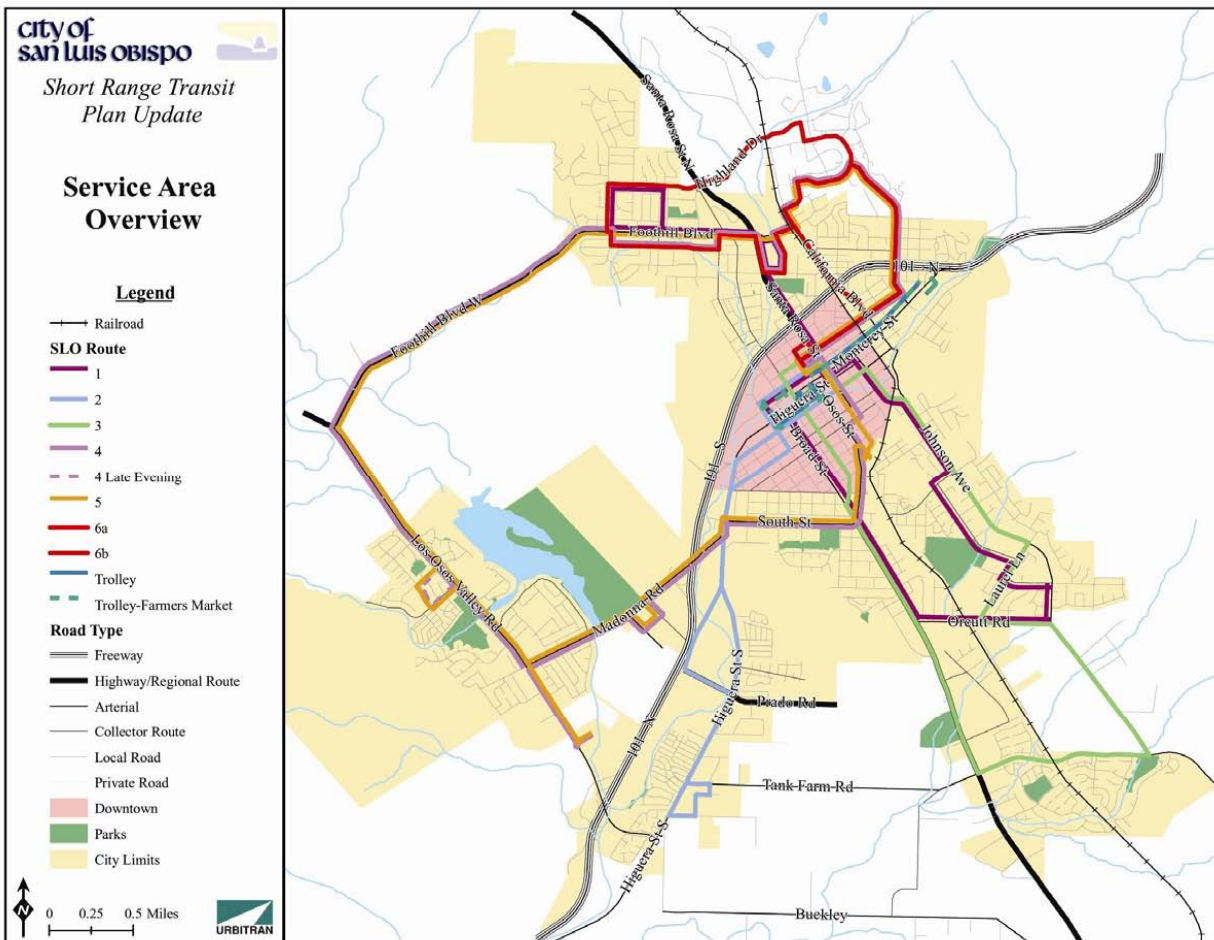 city of
san luis obispo
Short Range Transit
Plan Update
Service Area
Overview
Legend
Railroad
SLO Route
1
2
3
4
4 Late Evening
5
6a
6b
Trolley
Trolley-Farmers Market
Road Type
Freeway
Highway/Regional Route
Arterial
Collector Route
Local Road
Private Road
Downtown
Parks
City Limits
N
0 0.25 0.5 Miles
URBITRAN
Santa Rosa St N
Highland Dr
Foothill Blvd
California Blvd
101 - N
Foothill Blvd W
Santa Rosa St
Monterey St
Higuera St
Osos St
Broad St
Johnson Ave
101 - S
South St
Laurel Ln
Los Osos Valley Rd
Madonna Rd
Orcutt Rd
Higuera St S
Prado Rd
101 - N
Tank Farm Rd
Higuera St S
Buckley